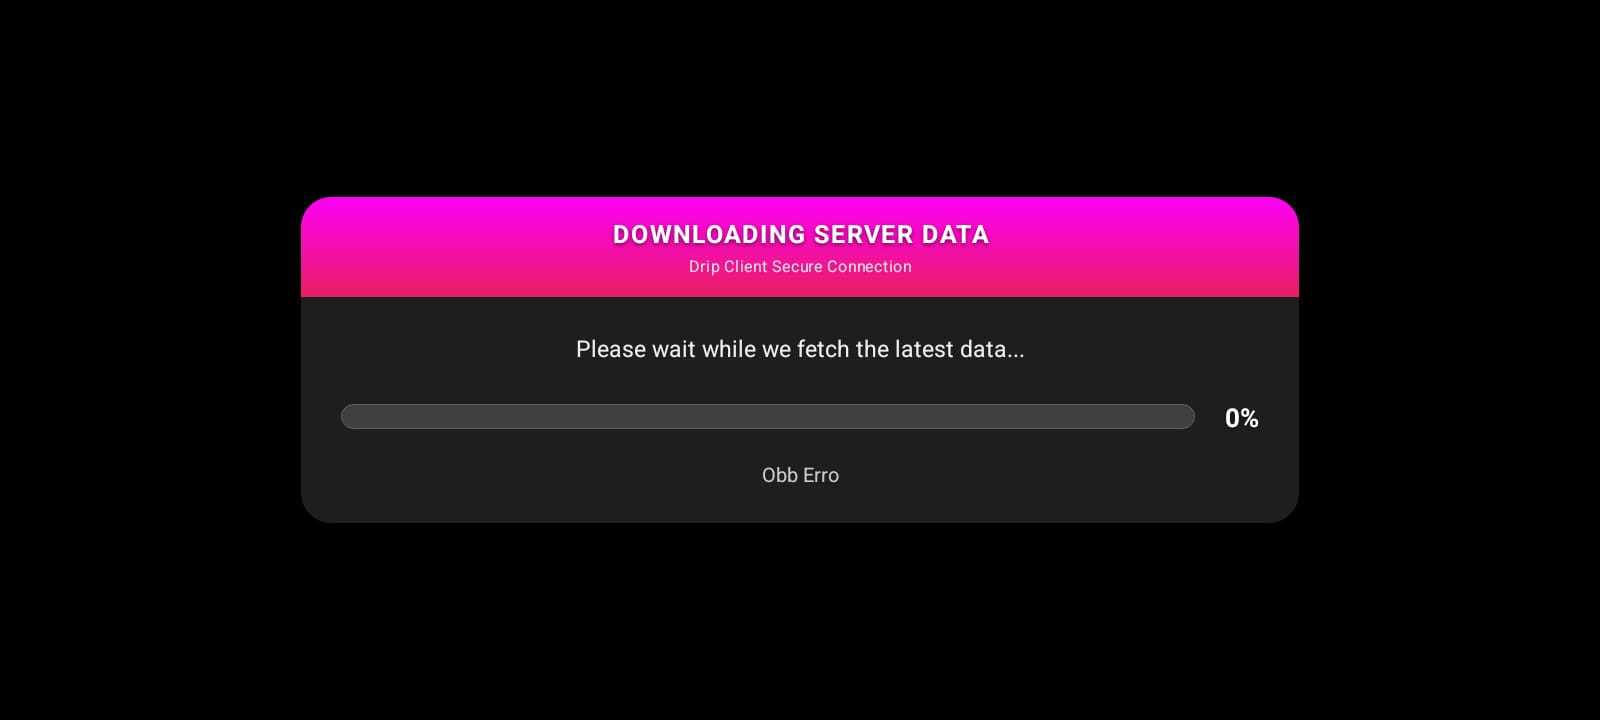 DOWNLOADING SERVER DATA
Drip Client Secure Connection
Please wait while we fetch the latest data...
0%
Obb Erro